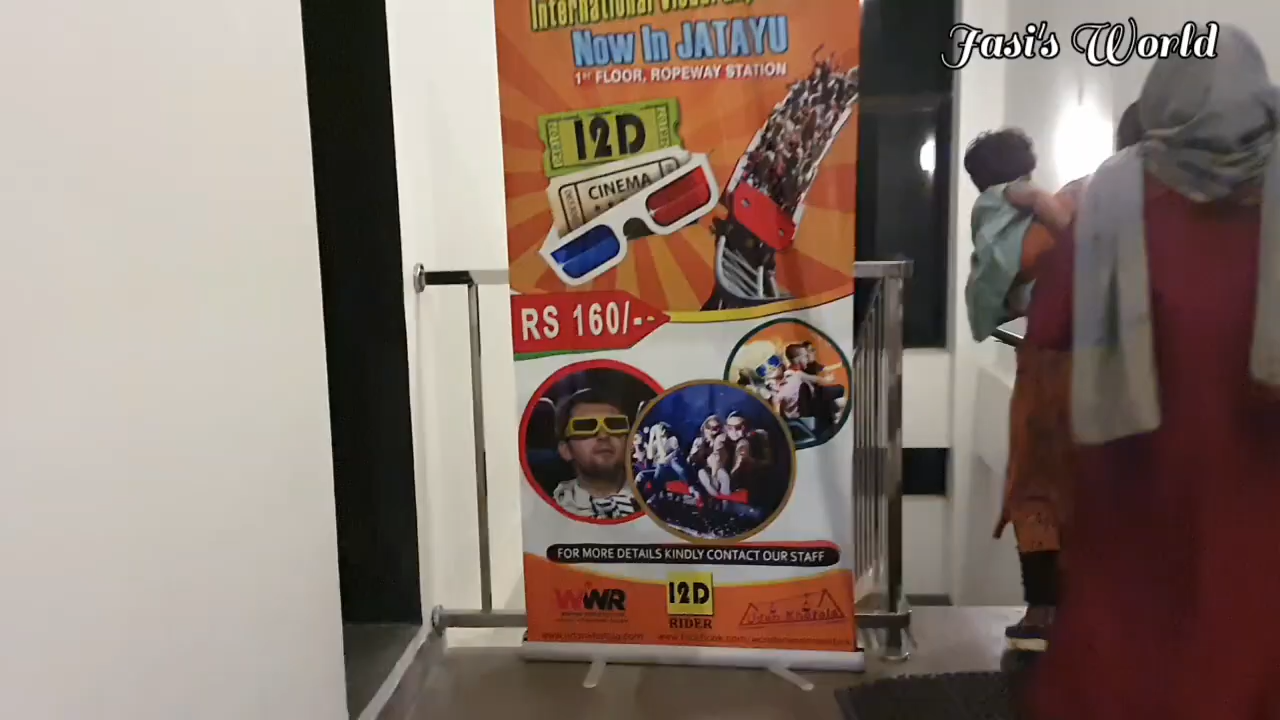 Fasi's World
International
Now In JATAYU
1ST FLOOR, ROPEWAY STATION
12D
CINEMA
RS 160/--
FOR MORE DETAILS KINDLY CONTACT OUR STAFF
WWR
12D
RIDER